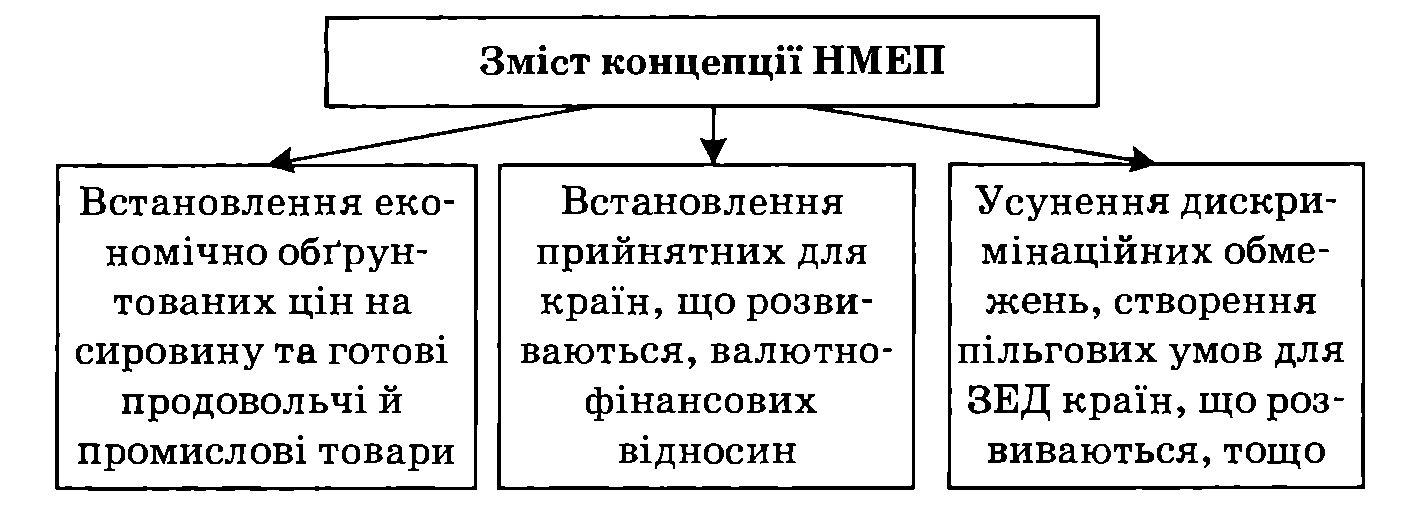 Зміст концепції НМЕП
Встановлення еко-
номічно обґрун-
тованих цін на
сировину та готові
продовольчі й
промислові товари
Встановлення
прийнятних для
країн, що розви-
ваються, валютно-
фінансових
відносин
Усунення дискри-
мінаційних обме-
жень, створення
пільгових умов для
ЗЕД країн, що роз-
виваються, тощо